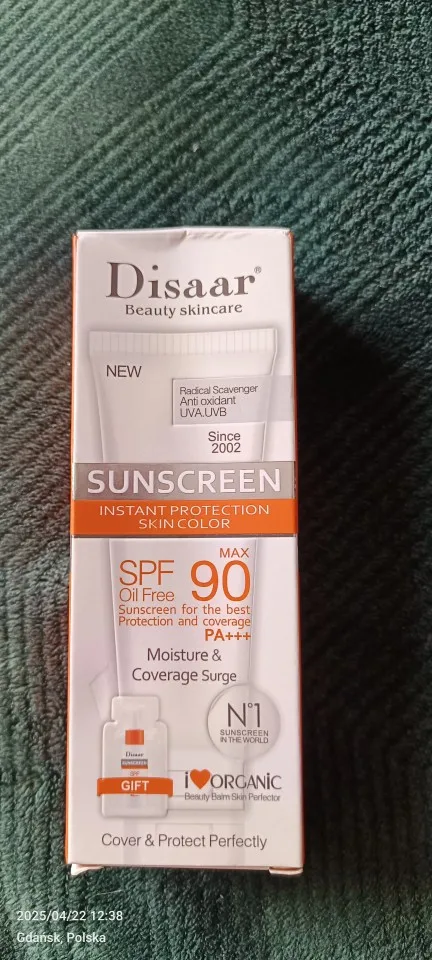 Disaar®
Beauty skincare
NEW
Radical Scavenger
Anti oxidant
UVA.UVB
Since
2002
SUNSCREEN
INSTANT PROTECTION
SKIN COLOR
MAX
SPF 90
Oil Free
Sunscreen for the best
Protection and coverage
PA+++
Moisture &
Coverage Surge
N°1
SUNSCREEN
IN THE WORLD
Disaar
SUNSCREEN
GIFT
i❤ORGANiC
Beauty Balm Skin Perfector
Cover & Protect Perfectly
2025/04/22 12:38
Gdańsk, Polska